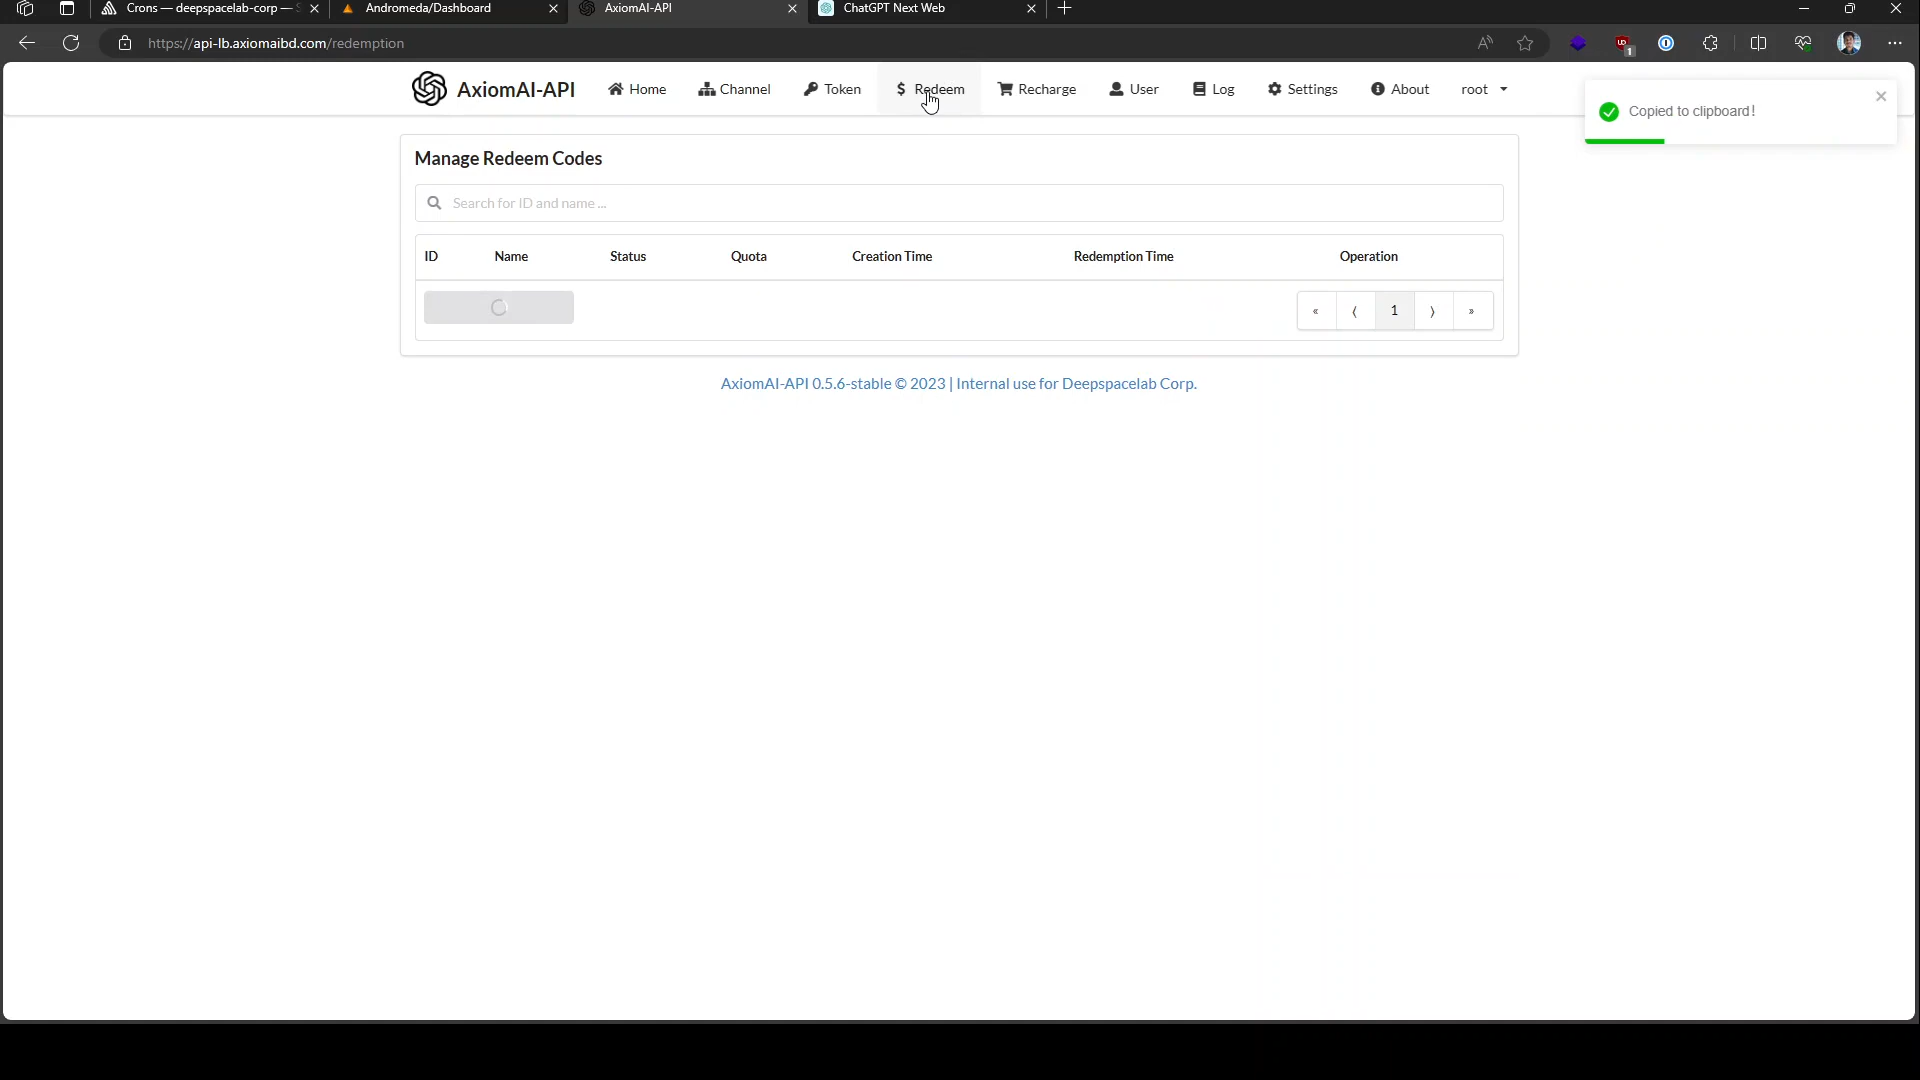 Crons — deepspacelab-corp —
Andromeda/Dashboard
AxiomAI-API
ChatGPT Next Web
https://api-lb.axiomaibd.com/redemption
1
AxiomAI-API
Home
Channel
Token
Redeem
Recharge
User
Log
Settings
About
root
Copied to clipboard!
Manage Redeem Codes
Search for ID and name ...
ID Name Status Quota Creation Time Redemption Time Operation
« ⟨ 1 ⟩ »
AxiomAI-API 0.5.6-stable © 2023 | Internal use for Deepspacelab Corp.